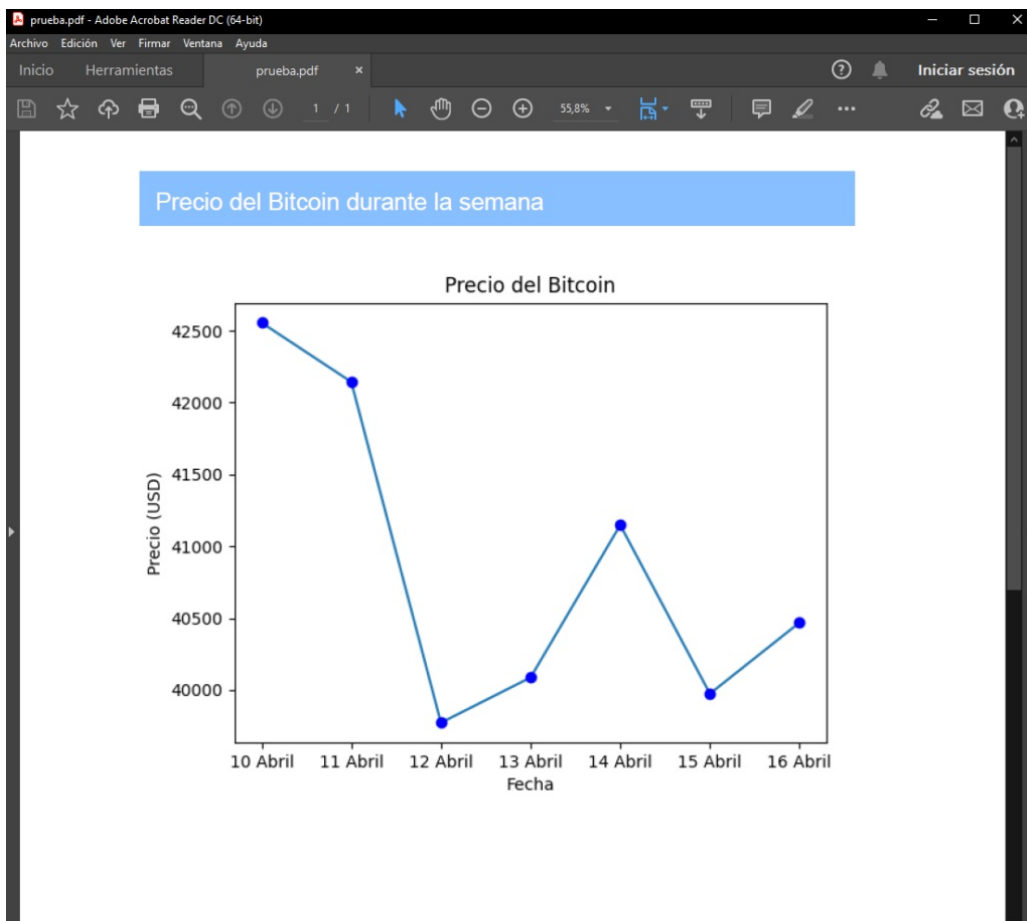 prueba.pdf - Adobe Acrobat Reader DC (64-bit)
Archivo Edición Ver Firmar Ventana Ayuda
Inicio Herramientas prueba.pdf × Iniciar sesión
1 / 1 55,8%
Precio del Bitcoin durante la semana
Precio del Bitcoin
42500
42000
41500
41000
40500
40000
Precio (USD)
10 Abril 11 Abril 12 Abril 13 Abril 14 Abril 15 Abril 16 Abril
Fecha